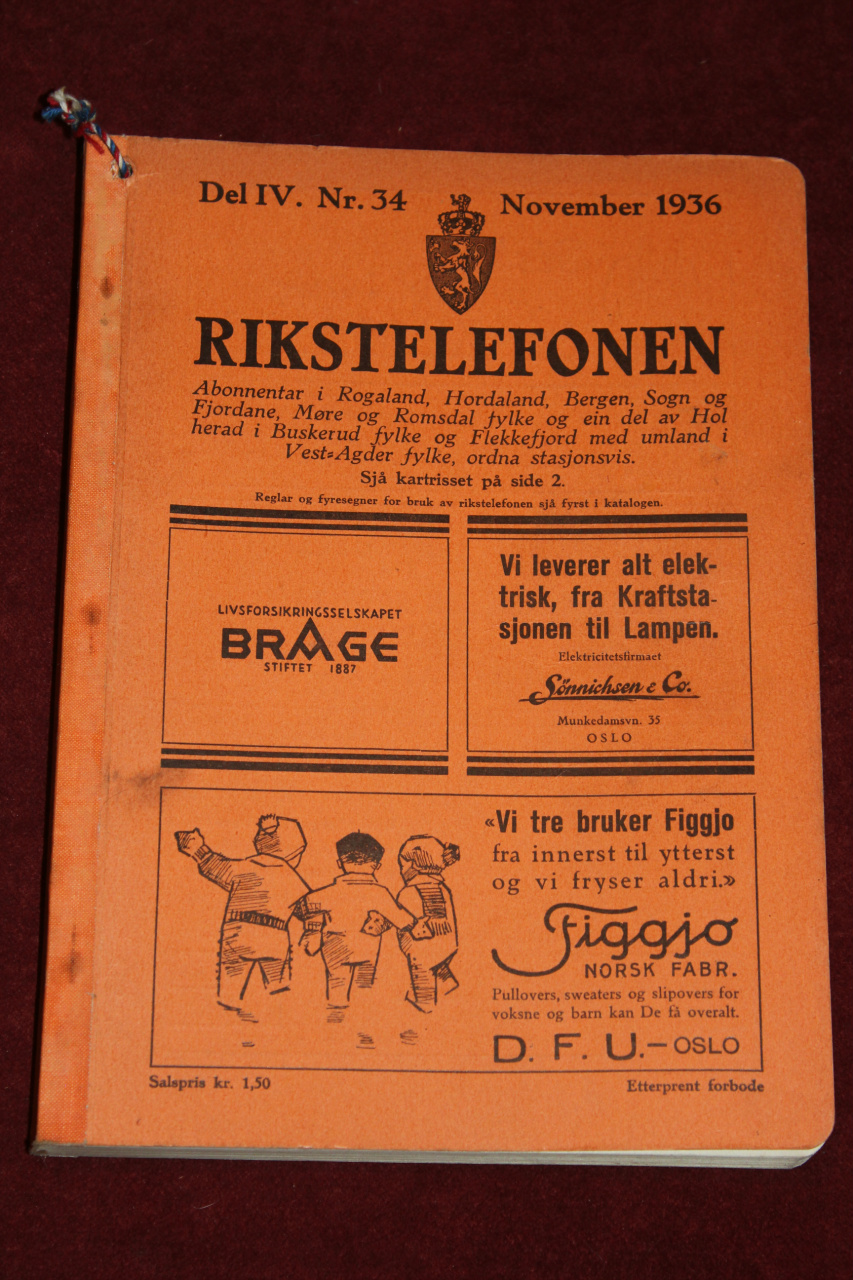 Del IV. Nr. 34
November 1936
RIKSTELEFONEN
Abonnentar i Rogaland, Hordaland, Bergen, Sogn og
Fjordane, Møre og Romsdal fylke og ein del av Hol
herad i Buskerud fylke og Flekkefjord med umland i
Vest-Agder fylke, ordna stasjonsvis.
Sjå kartrisset på side 2.
Reglar og fyresegner for bruk av rikstelefonen sjå fyrst i katalogen.
LIVSFORSIKRINGSSELSKAPET
BRAGE
STIFTET 1887
Vi leverer alt elek-
trisk, fra Kraftsta-
sjonen til Lampen.
Elektricitetsfirmaet
Sönnichsen & Co.
Munkedamsvn. 35
OSLO
«Vi tre bruker Figgjo
fra innerst til ytterst
og vi fryser aldri.»
Figgjo
NORSK FABR.
Pullovers, sweaters og slipovers for
voksne og barn kan De få overalt.
D. F. U.—OSLO
Salspris kr. 1,50
Etterprent forbode